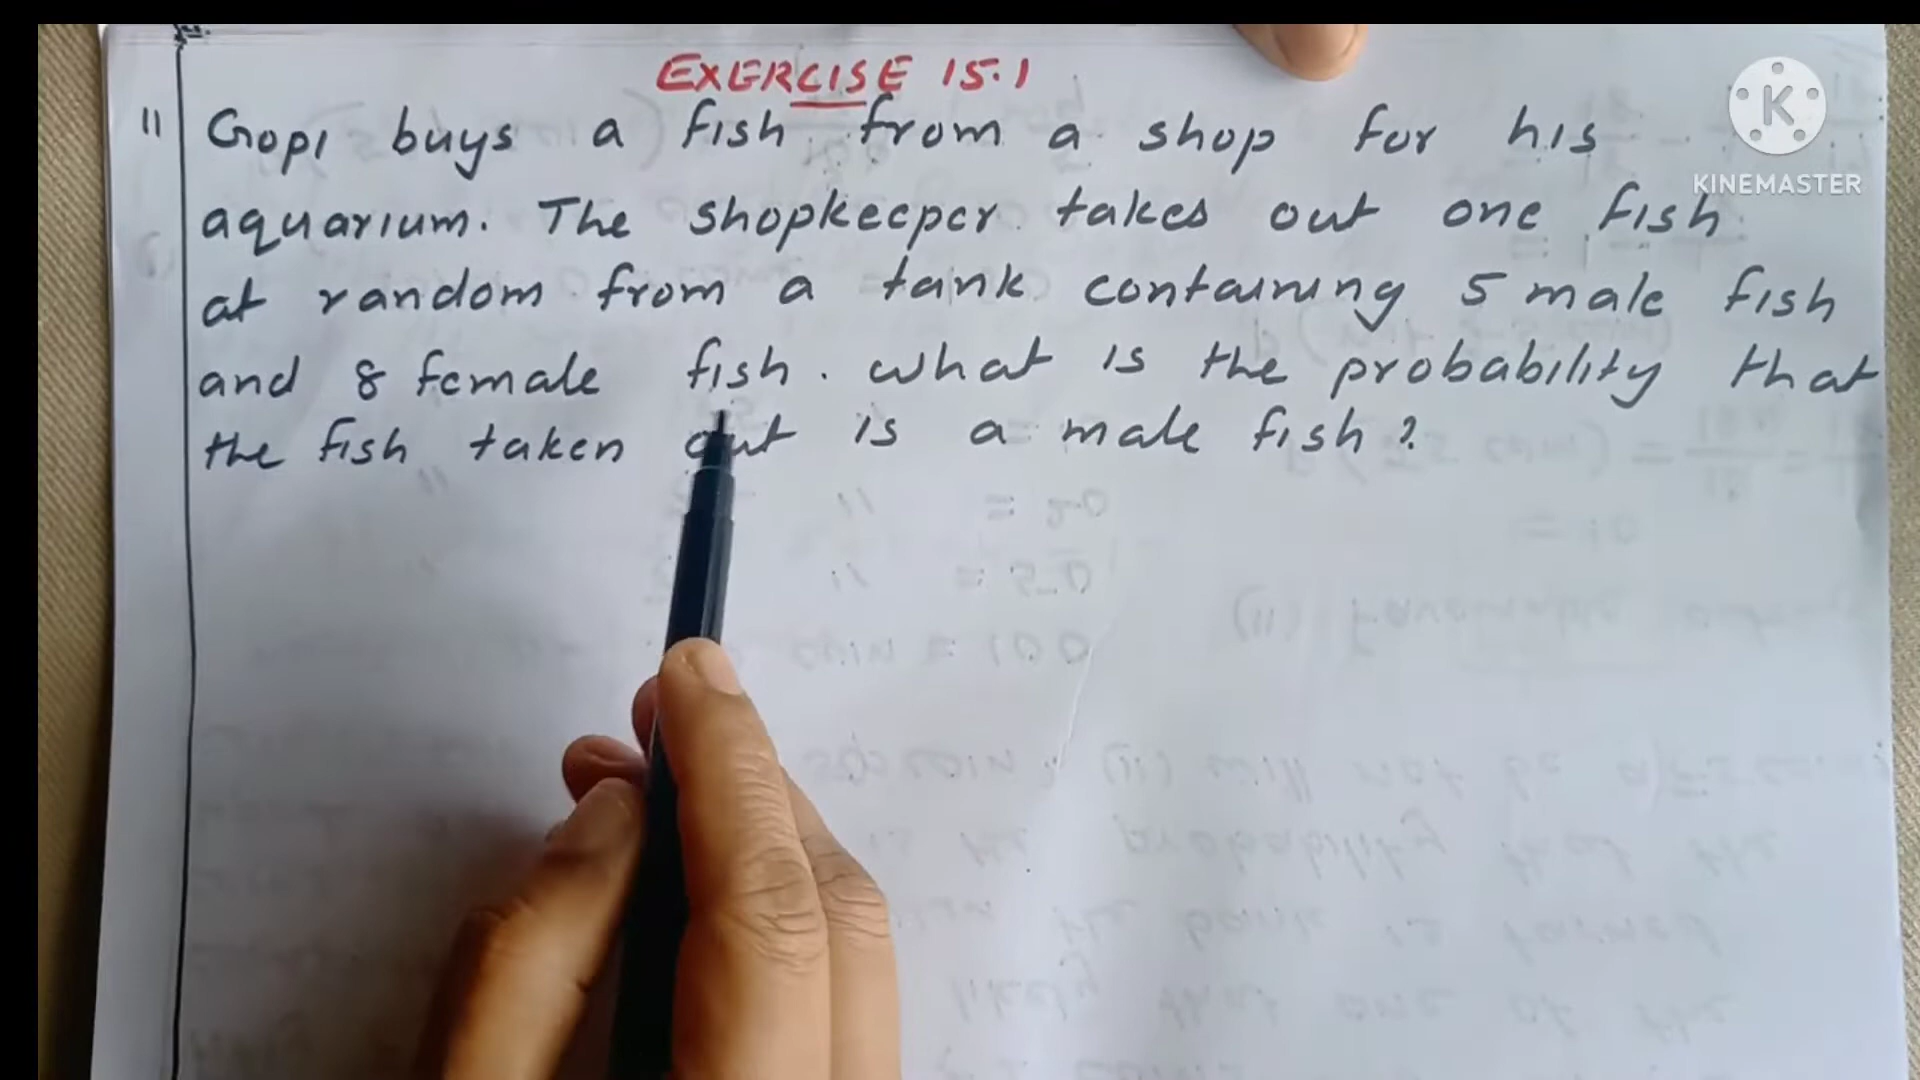 EXERCISE 15.1
11 Gopi buys a fish from a shop for his
aquarium. The shopkeeper takes out one fish
at random from a tank containing 5 male fish
and 8 female fish. what is the probability that
the fish taken out is a male fish?
K
KINEMASTER